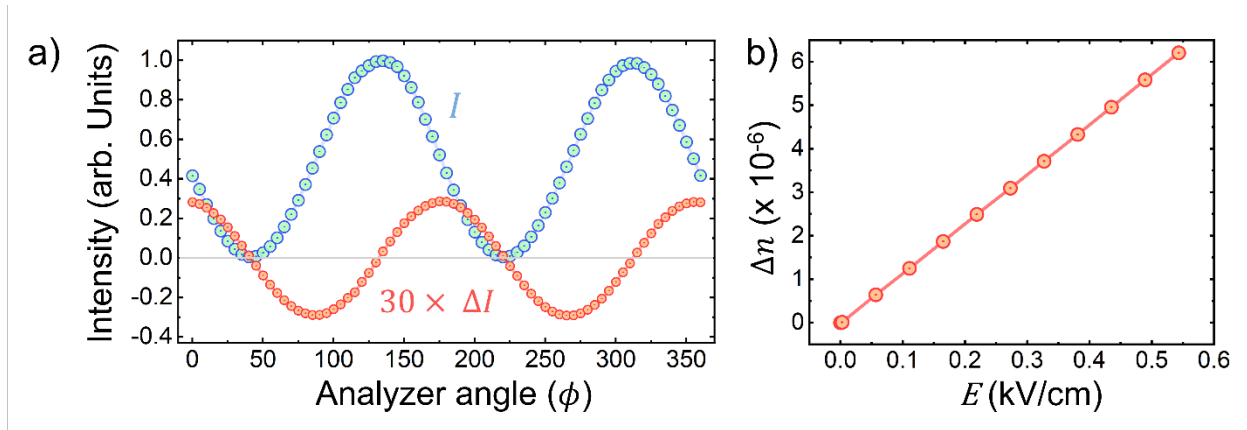 a)
Intensity (arb. Units)
1.0
0.8
0.6
0.4
0.2
0.0
-0.2
-0.4
I
30 × ΔI
0 50 100 150 200 250 300 350
Analyzer angle (ϕ)
b)
Δn (x 10⁻⁶)
6
5
4
3
2
1
0
0.0 0.1 0.2 0.3 0.4 0.5 0.6
E (kV/cm)